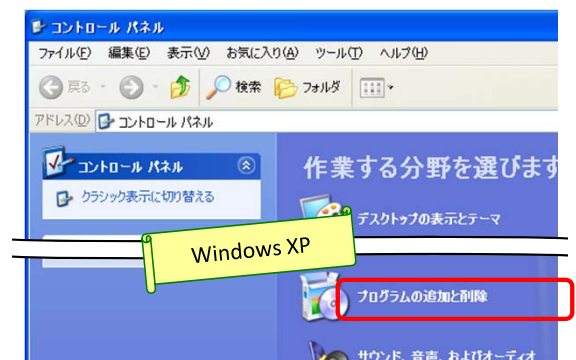 コントロール パネル
ファイル(F) 編集(E) 表示(V) お気に入り(A) ツール(T) ヘルプ(H)
戻る 検索 フォルダ
アドレス(D) コントロール パネル
コントロール パネル
クラシック表示に切り替える
作業する分野を選びます
デスクトップの表示とテーマ
Windows XP
プログラムの追加と削除
サウンド、音声、およびオーディオ